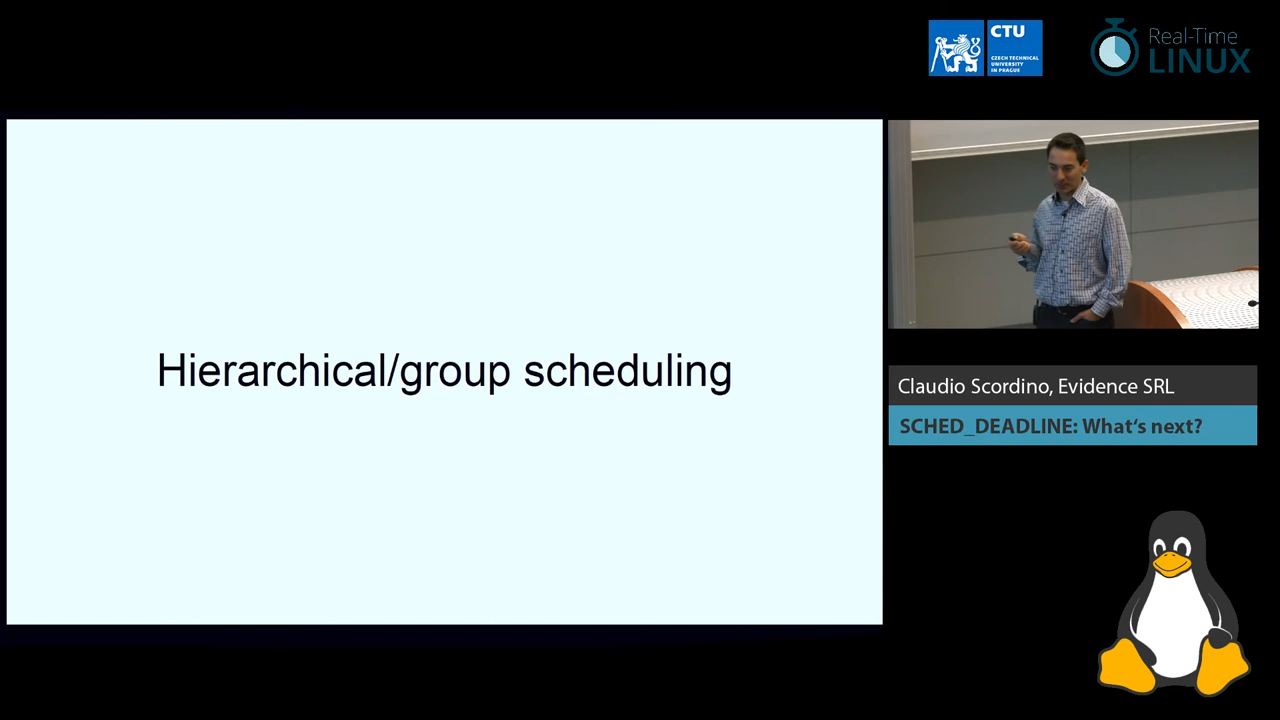 CTU
CZECH TECHNICAL
UNIVERSITY
IN PRAGUE
Real-Time
LINUX
Hierarchical/group scheduling
Claudio Scordino, Evidence SRL
SCHED_DEADLINE: What's next?